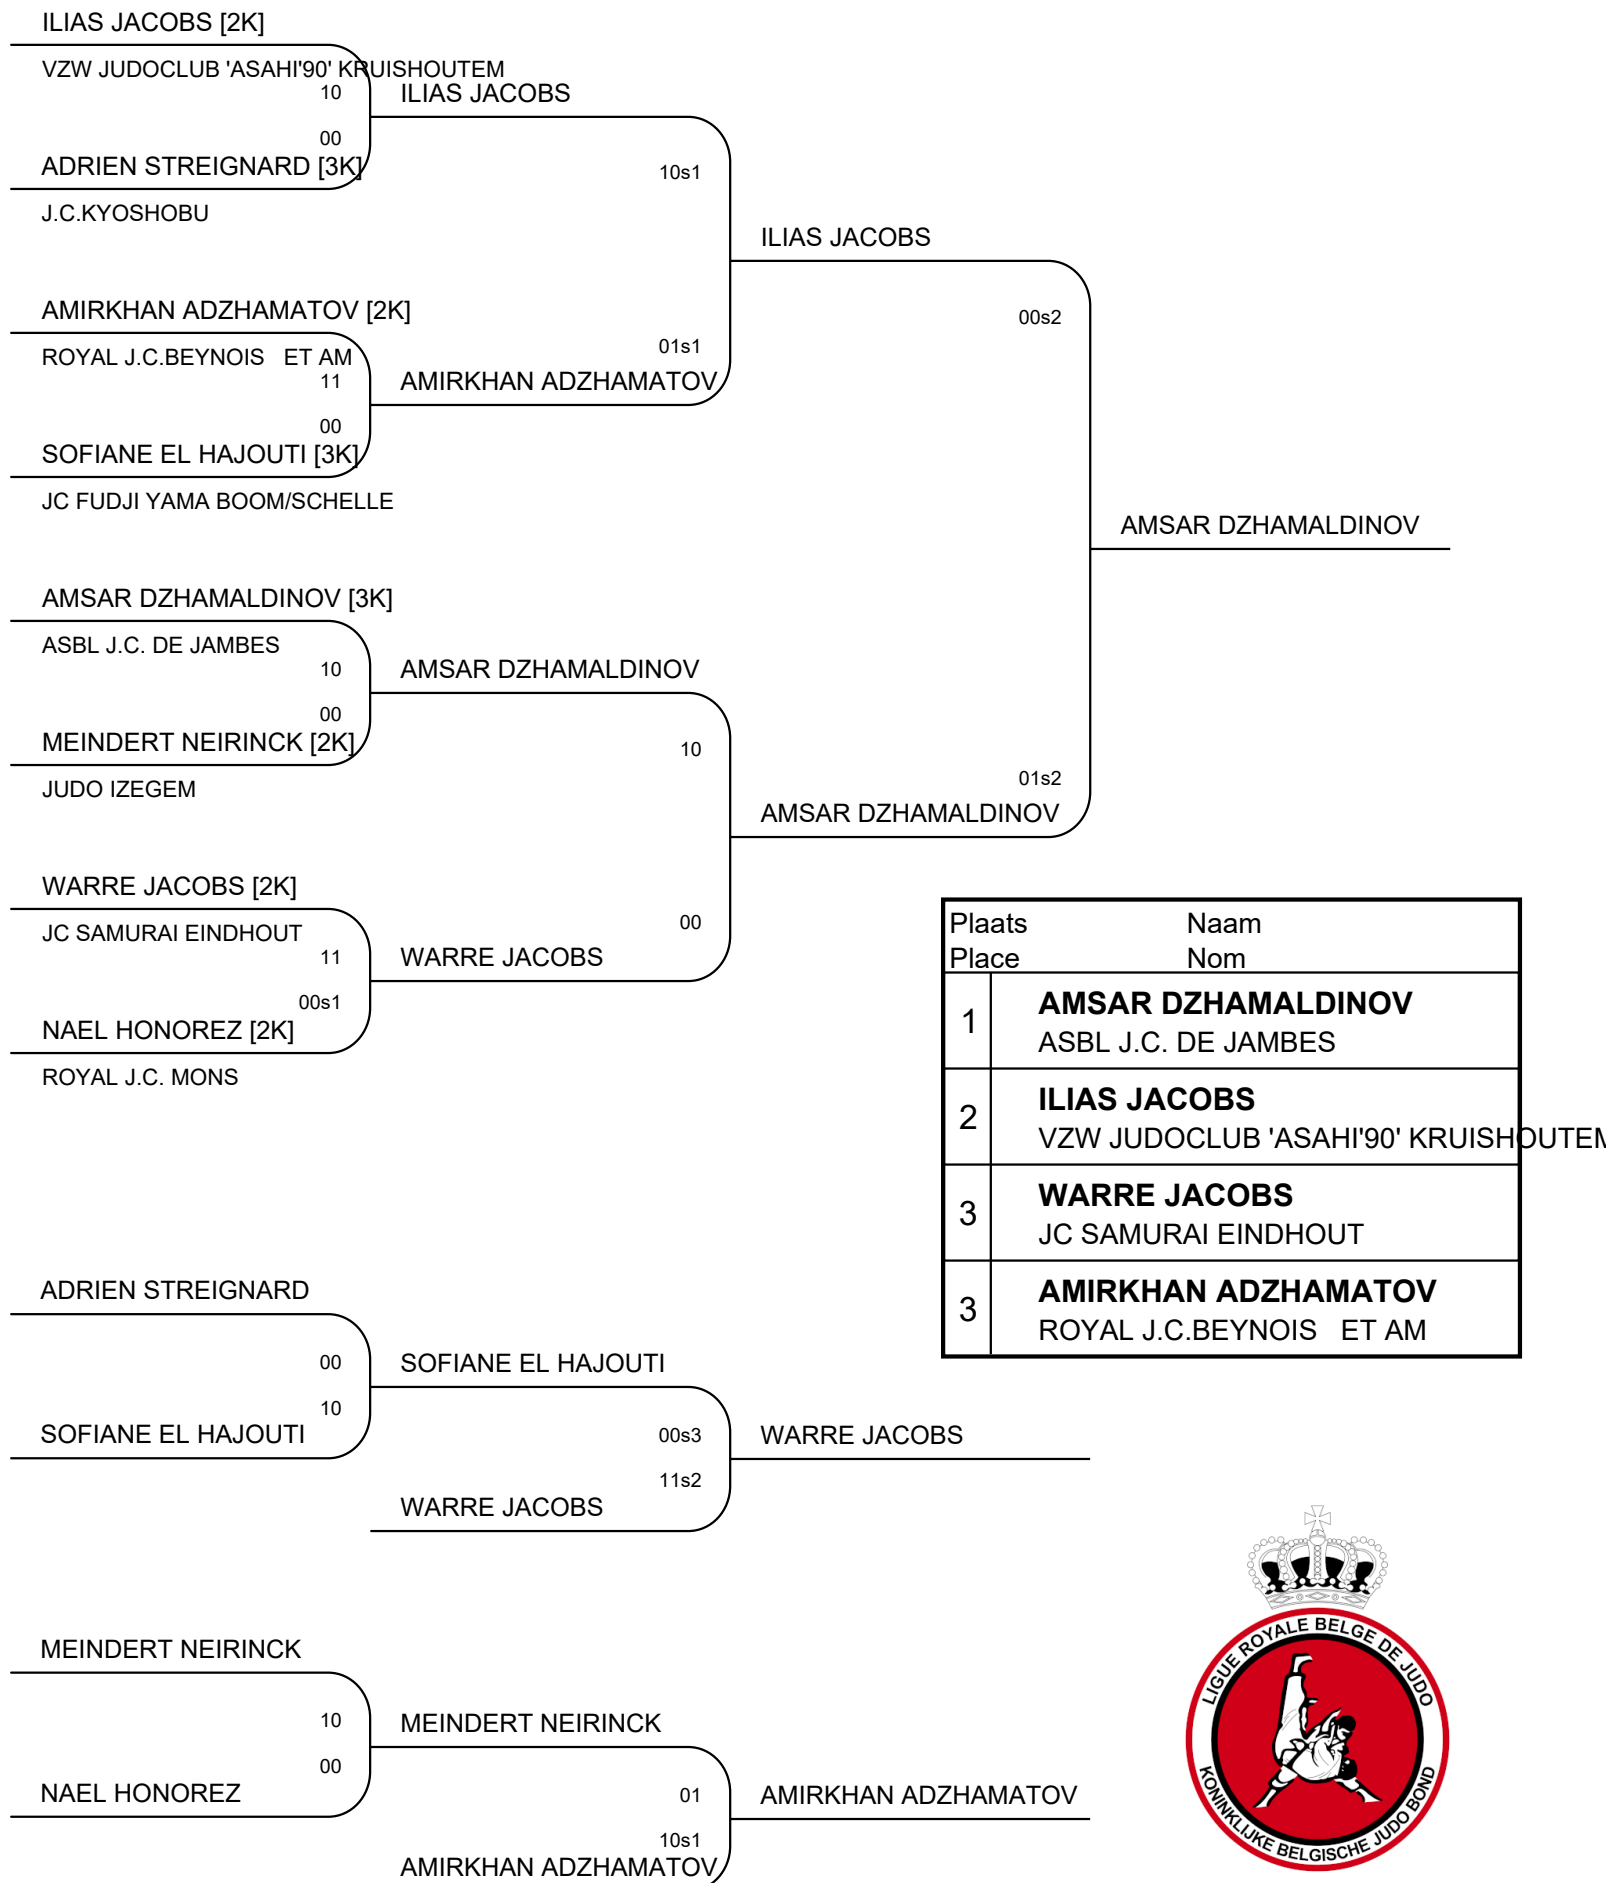 ILIAS JACOBS [2K]
VZW JUDOCLUB 'ASAHI'90' KRUISHOUTEM
10
ILIAS JACOBS
00
ADRIEN STREIGNARD [3K]
10s1
J.C.KYOSHOBU
ILIAS JACOBS
AMIRKHAN ADZHAMATOV [2K]
00s2
ROYAL J.C.BEYNOIS   ET AM
01s1
11
AMIRKHAN ADZHAMATOV
00
SOFIANE EL HAJOUTI [3K]
JC FUDJI YAMA BOOM/SCHELLE
AMSAR DZHAMALDINOV
AMSAR DZHAMALDINOV [3K]
ASBL J.C. DE JAMBES
10
AMSAR DZHAMALDINOV
00
MEINDERT NEIRINCK [2K]
10
JUDO IZEGEM
01s2
AMSAR DZHAMALDINOV
WARRE JACOBS [2K]
JC SAMURAI EINDHOUT
00
11
WARRE JACOBS
00s1
NAEL HONOREZ [2K]
ROYAL J.C. MONS
Plaats Naam
Place Nom
1 AMSAR DZHAMALDINOV
ASBL J.C. DE JAMBES
2 ILIAS JACOBS
VZW JUDOCLUB 'ASAHI'90' KRUISHOUTEM
3 WARRE JACOBS
JC SAMURAI EINDHOUT
3 AMIRKHAN ADZHAMATOV
ROYAL J.C.BEYNOIS   ET AM
ADRIEN STREIGNARD
00
SOFIANE EL HAJOUTI
10
SOFIANE EL HAJOUTI
00s3
WARRE JACOBS
11s2
WARRE JACOBS
MEINDERT NEIRINCK
10
MEINDERT NEIRINCK
00
NAEL HONOREZ
01
AMIRKHAN ADZHAMATOV
10s1
AMIRKHAN ADZHAMATOV
LIGUE ROYALE BELGE DE JUDO
KONINKLIJKE BELGISCHE JUDO BOND